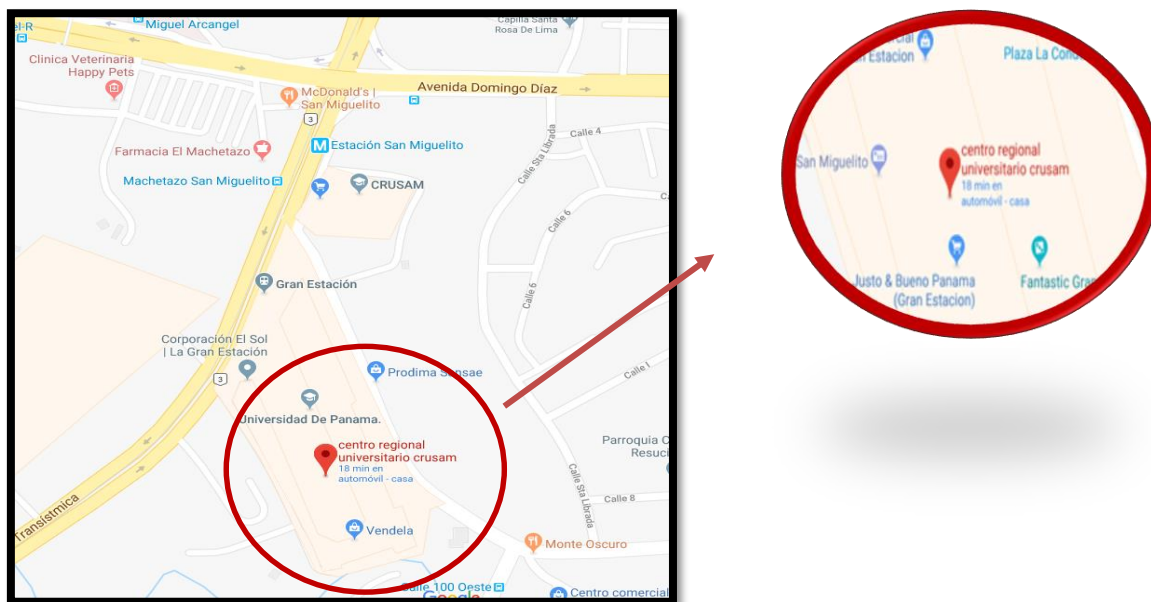 el-R
Miguel Arcangel
Capilla Santa
Rosa De Lima
Clinica Veterinaria
Happy Pets
McDonald's |
San Miguelito
Avenida Domingo Díaz
3
Calle 4
Farmacia El Machetazo
M Estación San Miguelito
Calle Sta Librada
Machetazo San Miguelito
CRUSAM
Calle 6
Gran Estación
Calle 6
Corporación El Sol
| La Gran Estación
3
Prodima Sensae
Calle I
Universidad De Panama.
centro regional
universitario crusam
18 min en
automóvil - casa
Parroquia C
Resuci
Calle Sta Librada
Calle 8
Transístmica
Vendela
Monte Oscuro
Calle 100 Oeste
Google
Centro comercial
cial
n Estacion
Plaza La Cond
San Miguelito
centro regional
universitario crusam
18 min en
automóvil - casa
Justo & Bueno Panama
(Gran Estacion)
Fantastic Gra